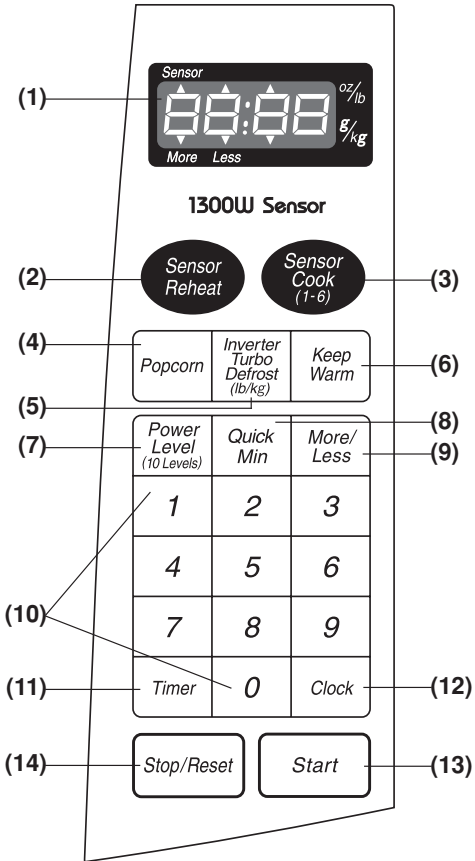 Sensor
(1)
88:88
oz/lb
g/kg
More Less
1300W Sensor
(2)
Sensor
Reheat
Sensor
Cook
(1-6)
(3)
(4)
Popcorn
Inverter
Turbo
Defrost
(lb/kg)
Keep
Warm
(6)
(5)
(8)
(7)
Power
Level
(10 Levels)
Quick
Min
More/
Less
(9)
1 2 3
4 5 6
(10)
7 8 9
(11)
Timer 0 Clock
(12)
(14)
Stop/Reset Start
(13)